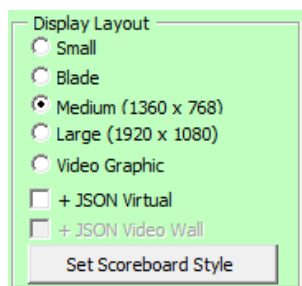 Display Layout
Small
Blade
Medium (1360 x 768)
Large (1920 x 1080)
Video Graphic
+ JSON Virtual
+ JSON Video Wall
Set Scoreboard Style